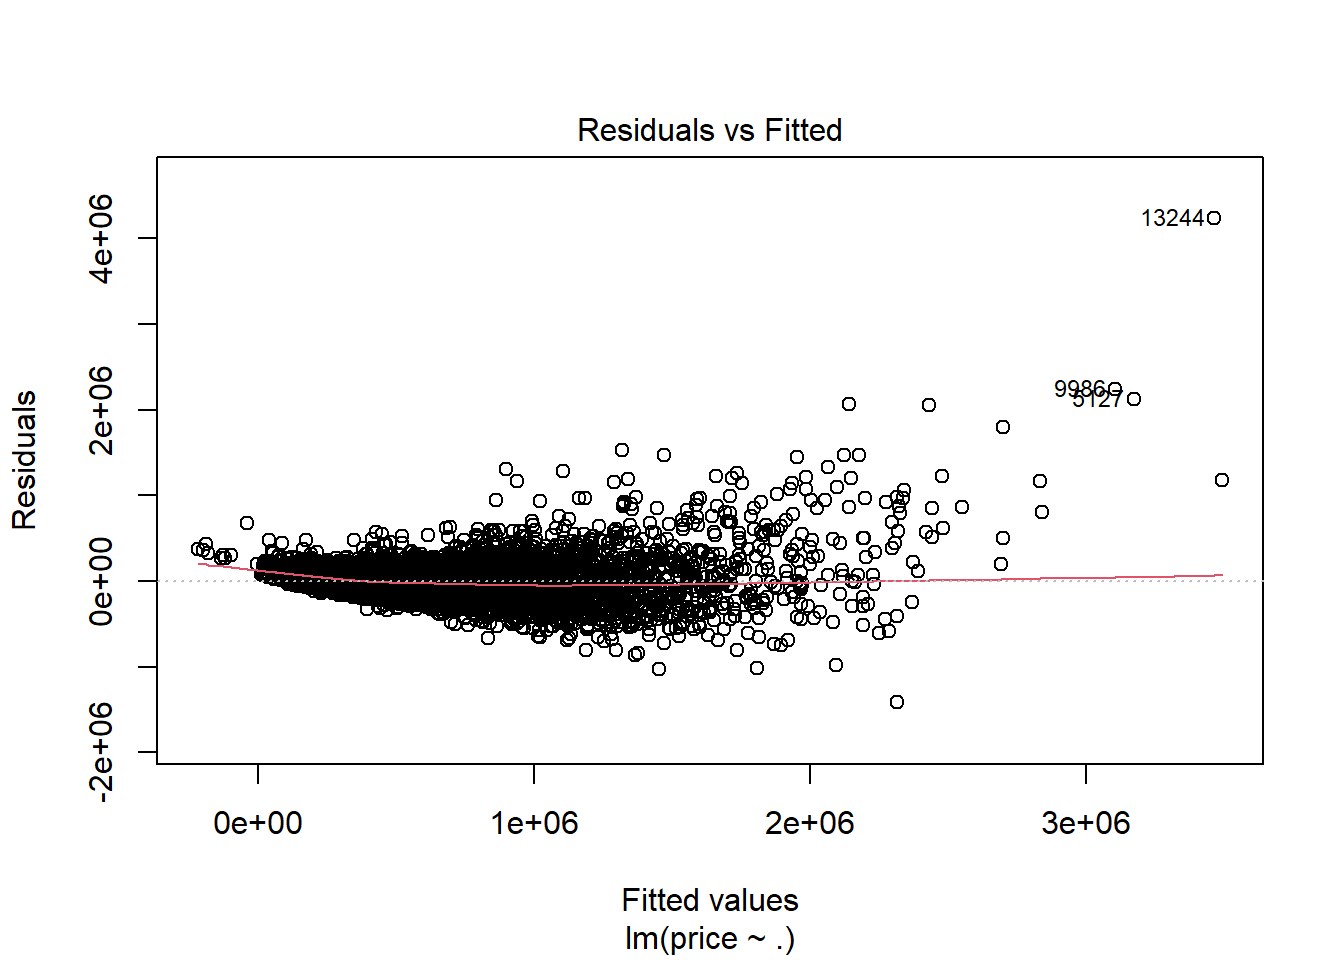 Residuals vs Fitted
Residuals
4e+06
2e+06
0e+00
-2e+06
13244
9986
5127
0e+00 1e+06 2e+06 3e+06
Fitted values
lm(price ~ .)